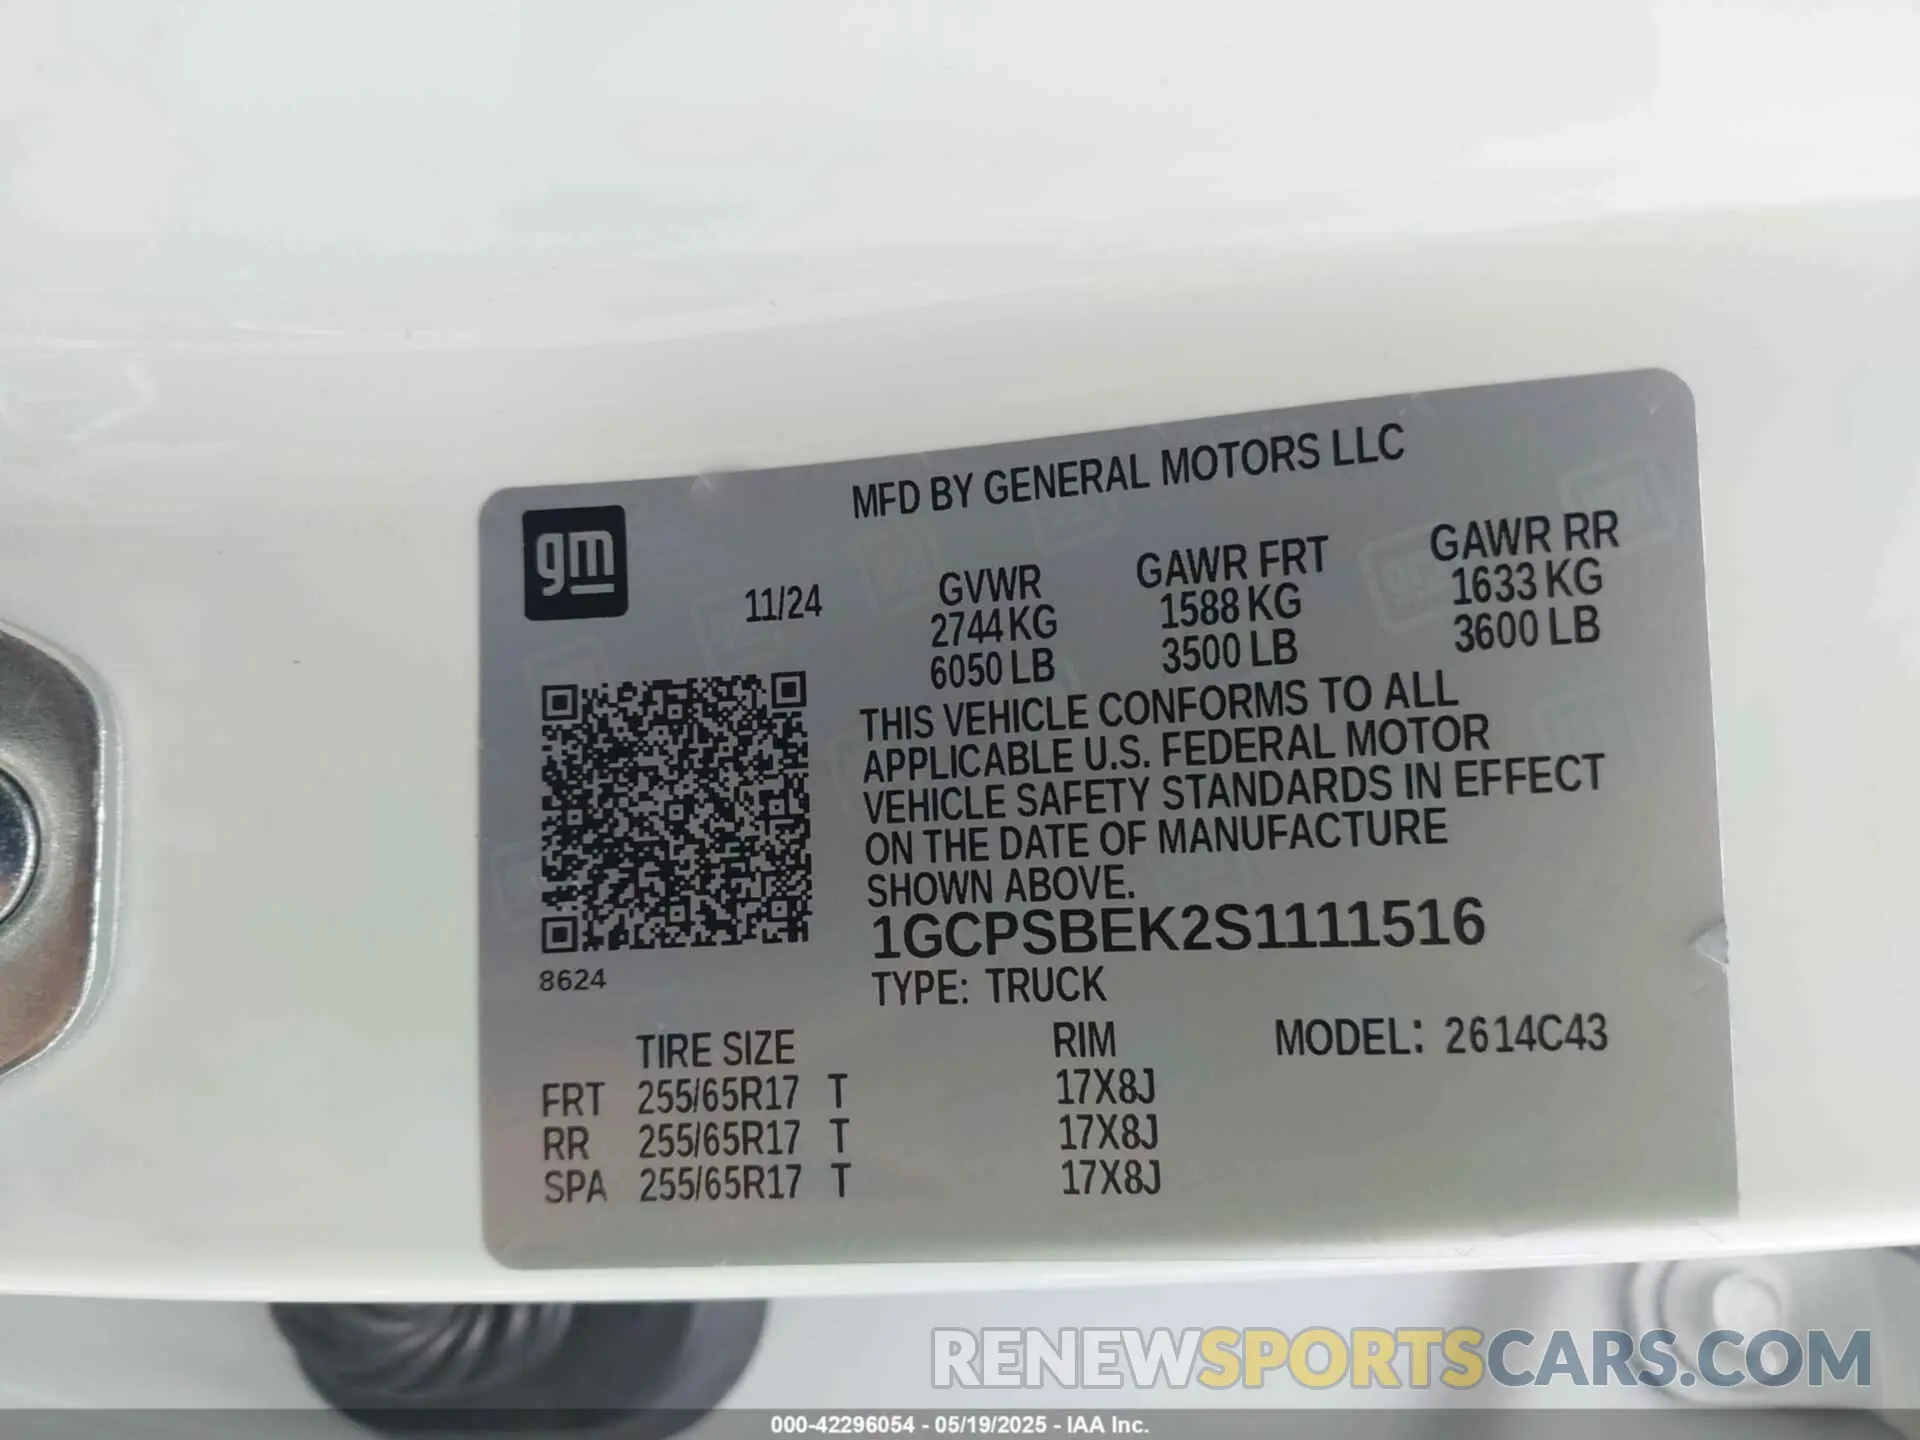 MFD BY GENERAL MOTORS LLC
gm
11/24
GVWR GAWR FRT GAWR RR
2744 KG 1588 KG 1633 KG
6050 LB 3500 LB 3600 LB
THIS VEHICLE CONFORMS TO ALL
APPLICABLE U.S. FEDERAL MOTOR
VEHICLE SAFETY STANDARDS IN EFFECT
ON THE DATE OF MANUFACTURE
SHOWN ABOVE.
1GCPSBEK2S1111516
8624
TYPE: TRUCK
TIRE SIZE RIM MODEL: 2614C43
FRT 255/65R17 T 17X8J
RR 255/65R17 T 17X8J
SPA 255/65R17 T 17X8J
RENEWSPORTSCARS.COM
000-42296054 - 05/19/2025 - IAA Inc.